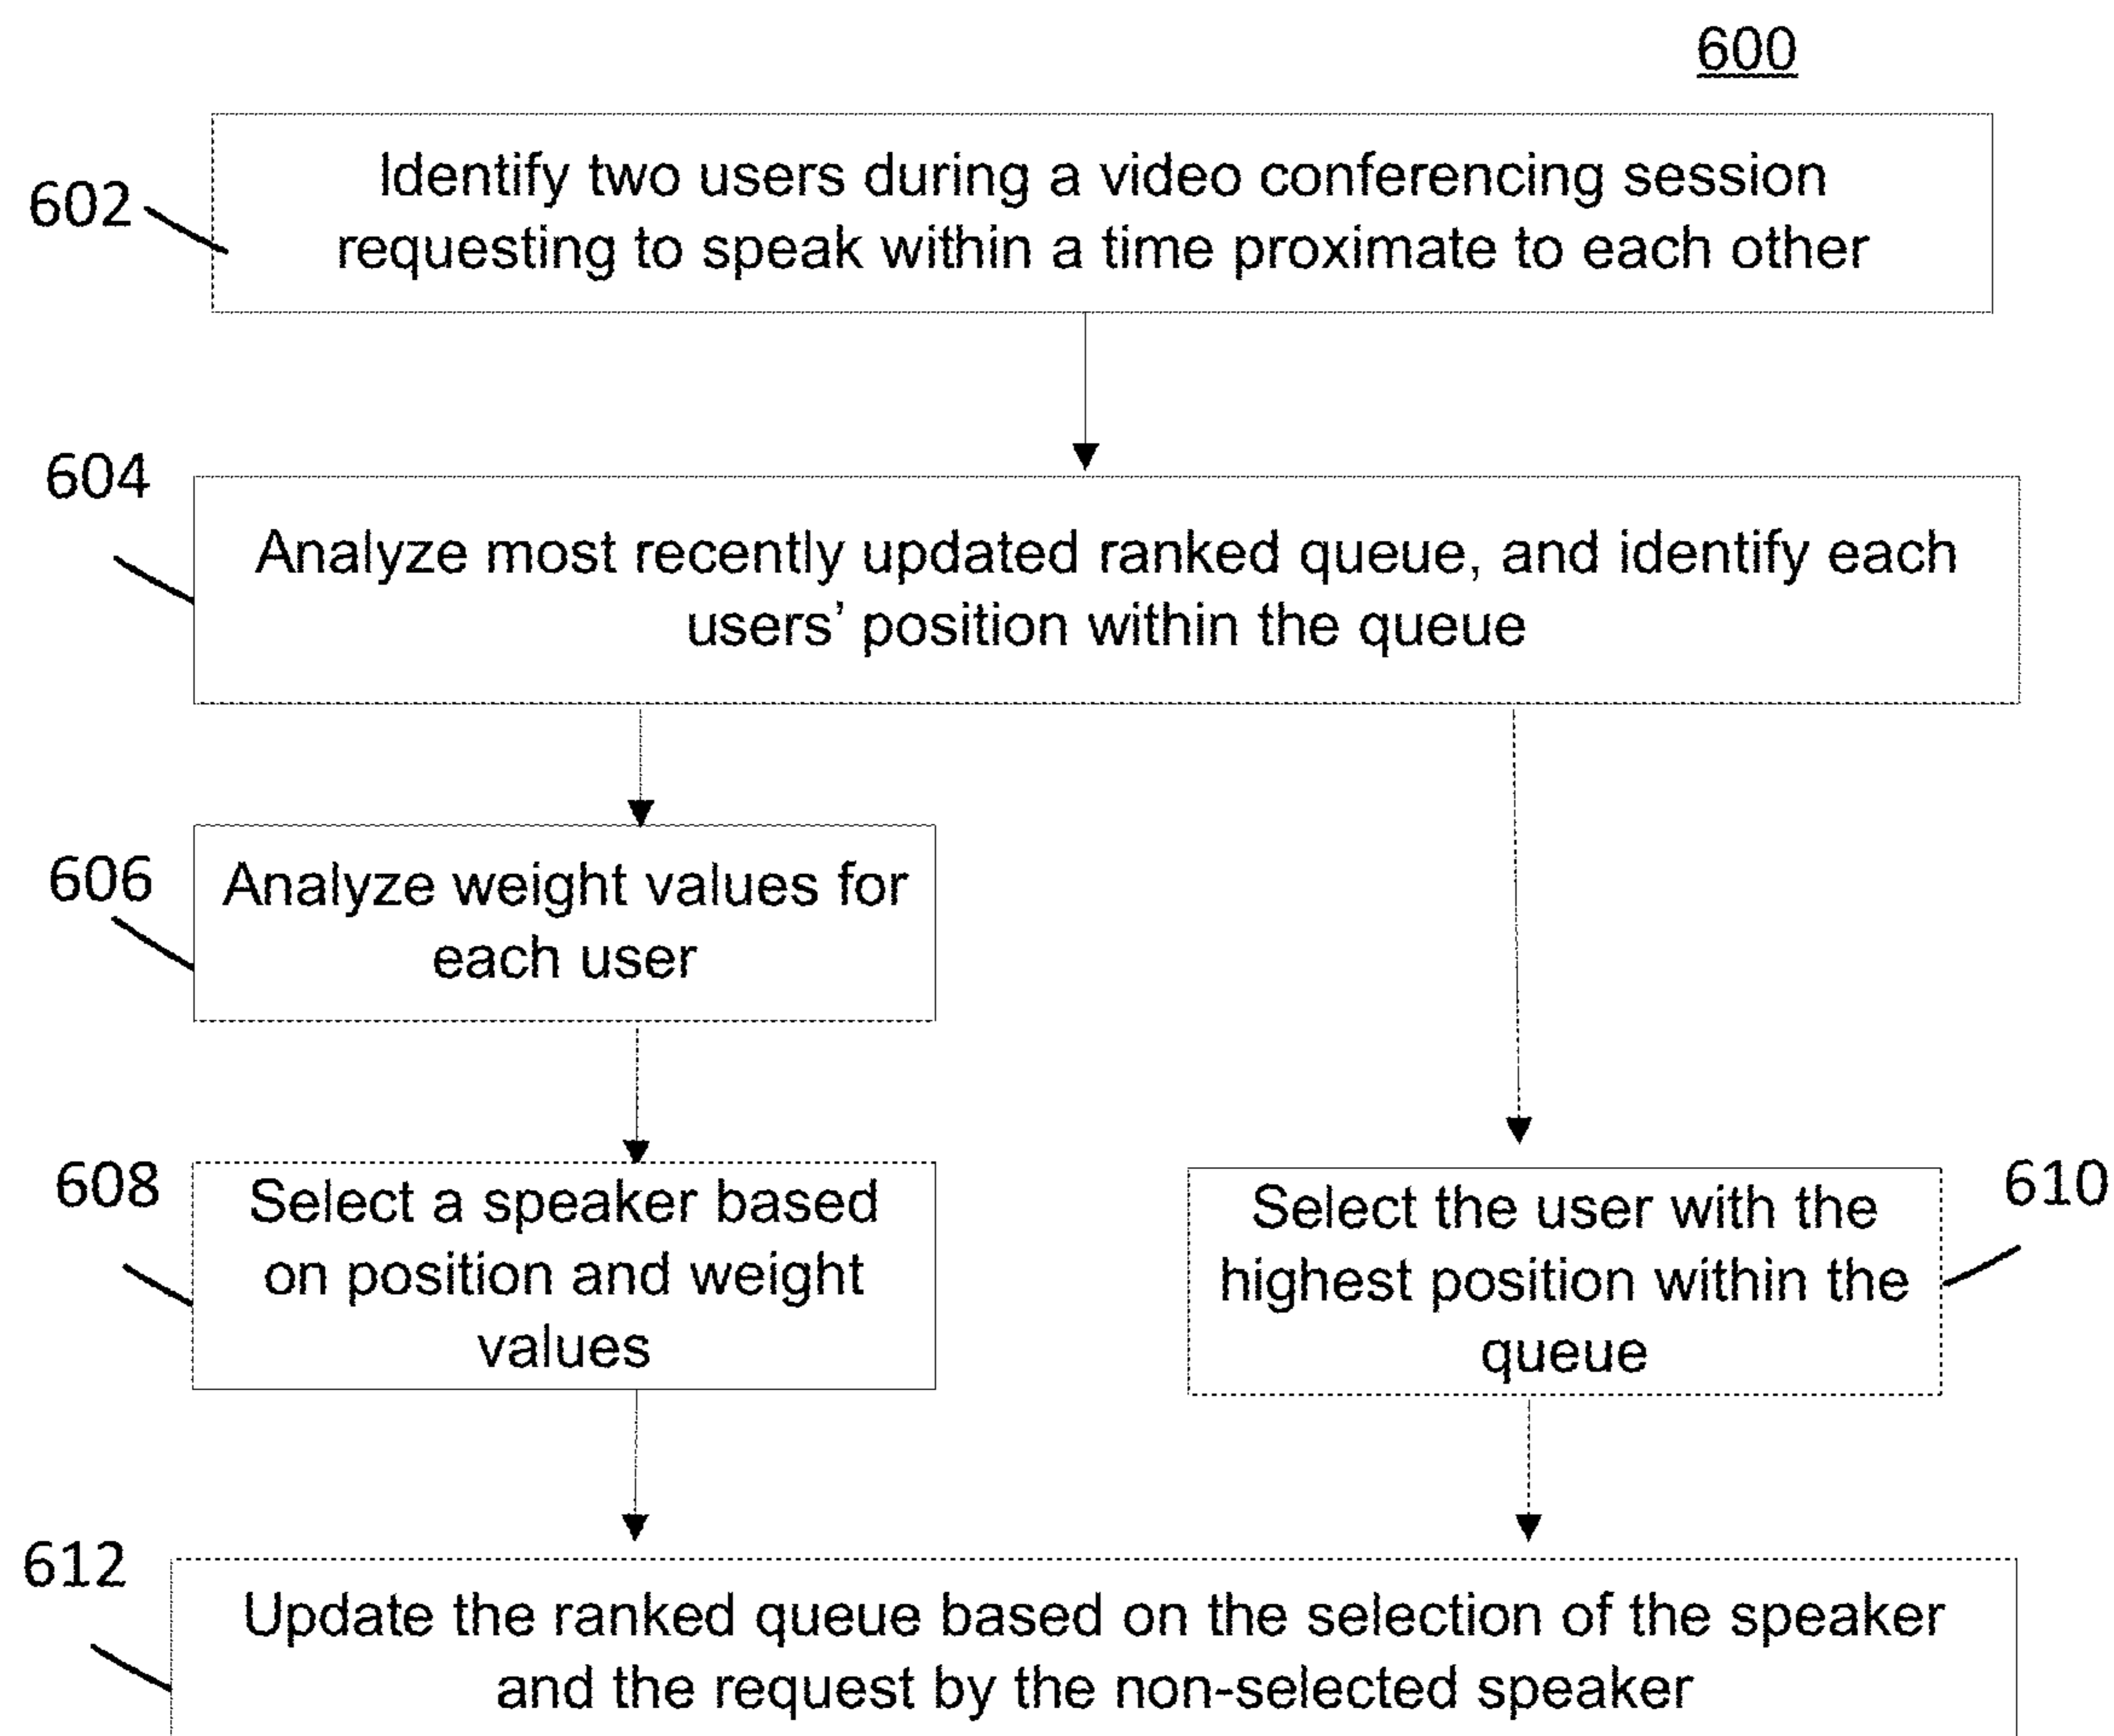 600
602
Identify two users during a video conferencing session
requesting to speak within a time proximate to each other
604
Analyze most recently updated ranked queue, and identify each
users’ position within the queue
606
Analyze weight values for
each user
608
Select a speaker based
on position and weight
values
610
Select the user with the
highest position within the
queue
612
Update the ranked queue based on the selection of the speaker
and the request by the non-selected speaker